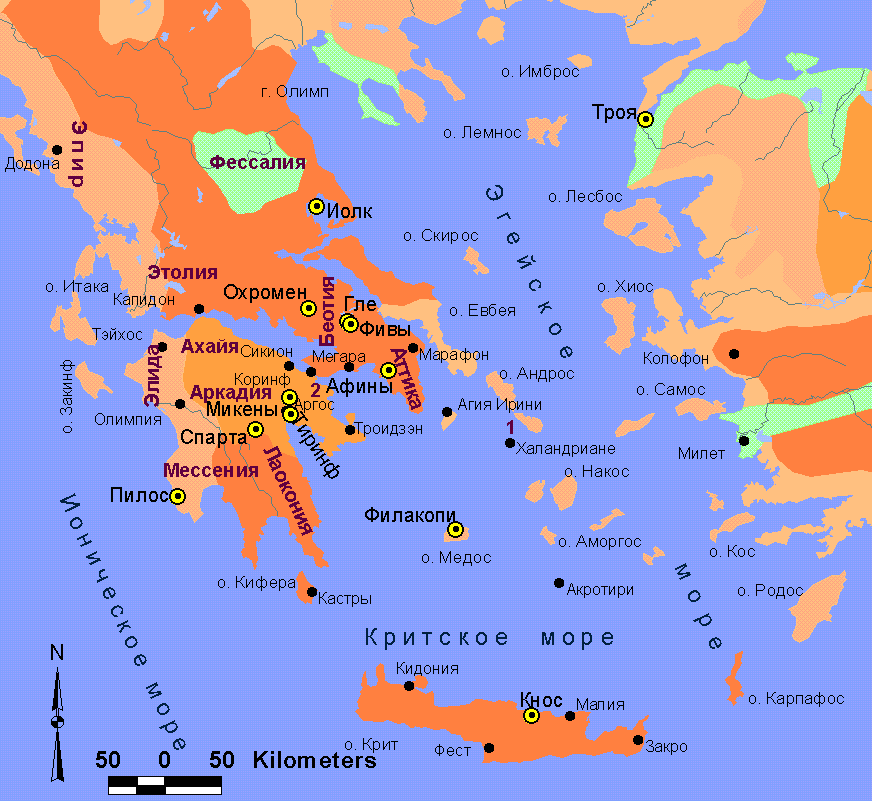 о. Имброс
г. Олимп
Троя
о. Лемнос
Эпир
Додона
Фессалия
Эгейское
о. Лесбос
Иолк
о. Скирос
Этолия
о. Итака
Капидон
Охромен
Беотия
Гле
Фивы
о. Евбея
о. Хиос
Тэйхос
Ахайя
Сикион
Мегара
Марафон
Колофон
Элида
о. Закинф
Коринф
2
Афины
Аттика
о. Андрос
о. Самос
Аркадия
Микены
Аргос
Агия Ирини
Олимпия
Спарта
Тиринф
Троидзэн
1
Халандриане
Милет
Мессения
Лаокония
о. Накос
Пилос
Ионическое море
Филакопи
о. Медос
о. Аморгос
о. Кос
о. Кифера
Кастры
Акротири
море
о. Родос
Критское море
N
Кидония
Кнос
Малия
о. Карпафос
о. Крит
Фест
Закро
50 0 50 Kilometers